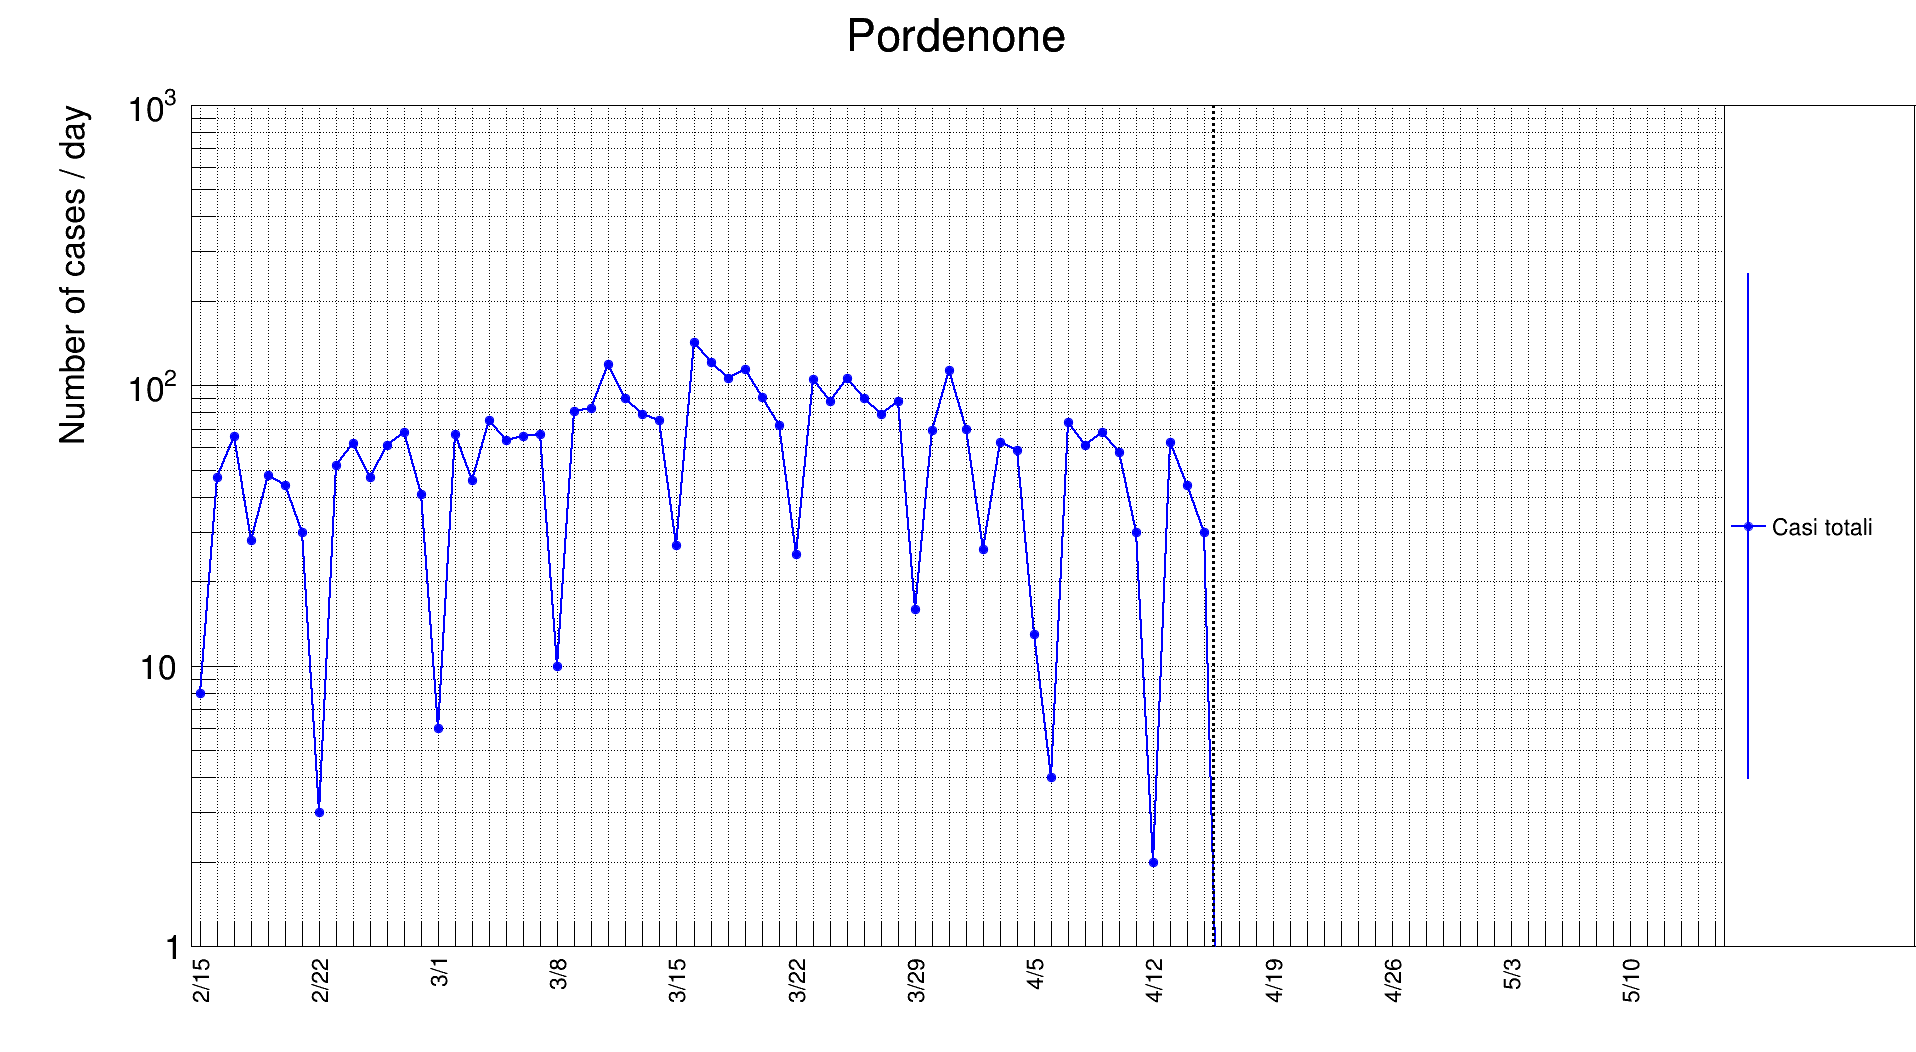 Pordenone
Number of cases / day
10³
10²
10
1
2/15 2/22 3/1 3/8 3/15 3/22 3/29 4/5 4/12 4/19 4/26 5/3 5/10
Casi totali